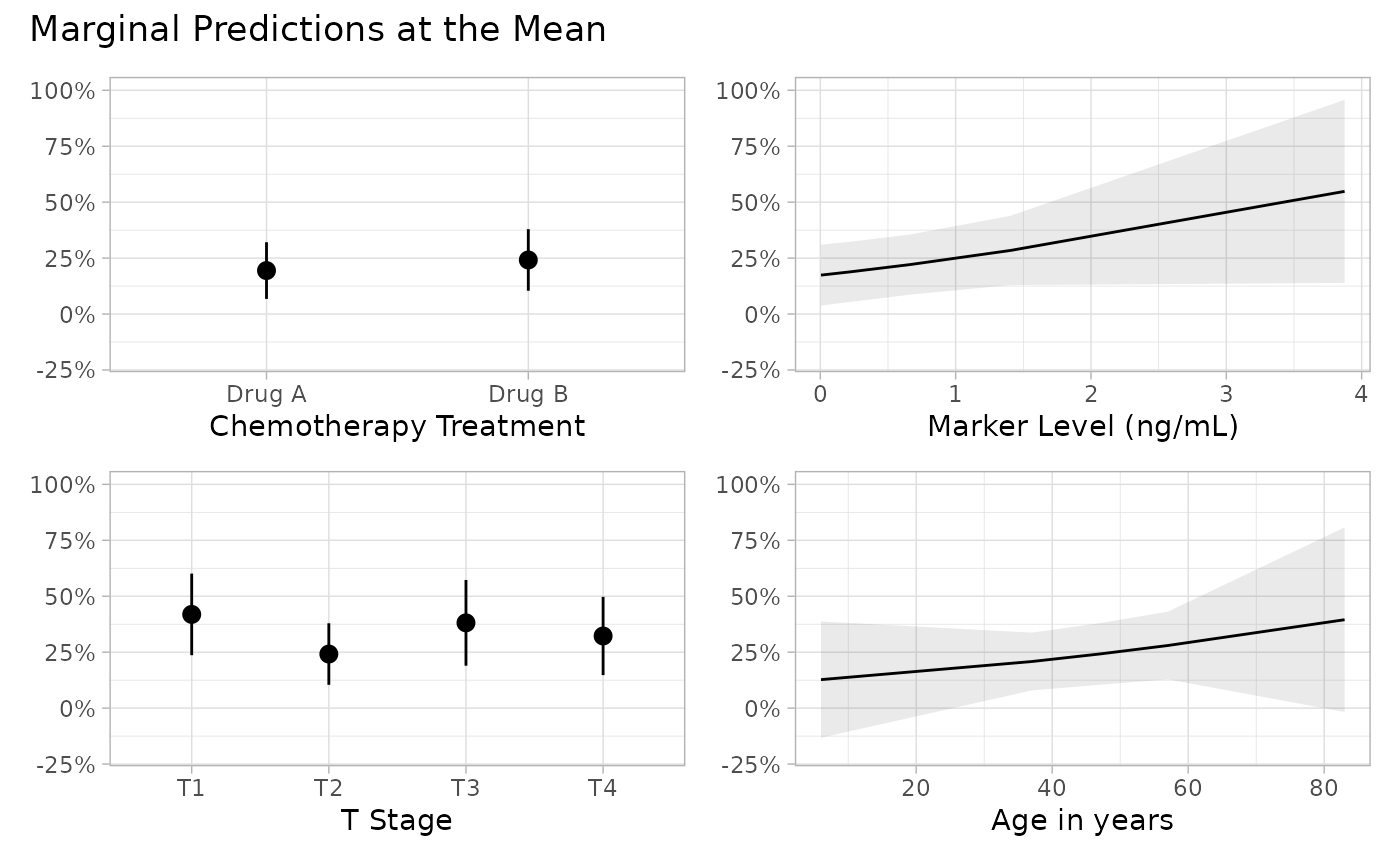 Marginal Predictions at the Mean
100%
75%
50%
25%
0%
-25%
Drug A Drug B
Chemotherapy Treatment
100%
75%
50%
25%
0%
-25%
0 1 2 3 4
Marker Level (ng/mL)
100%
75%
50%
25%
0%
-25%
T1 T2 T3 T4
T Stage
100%
75%
50%
25%
0%
-25%
20 40 60 80
Age in years